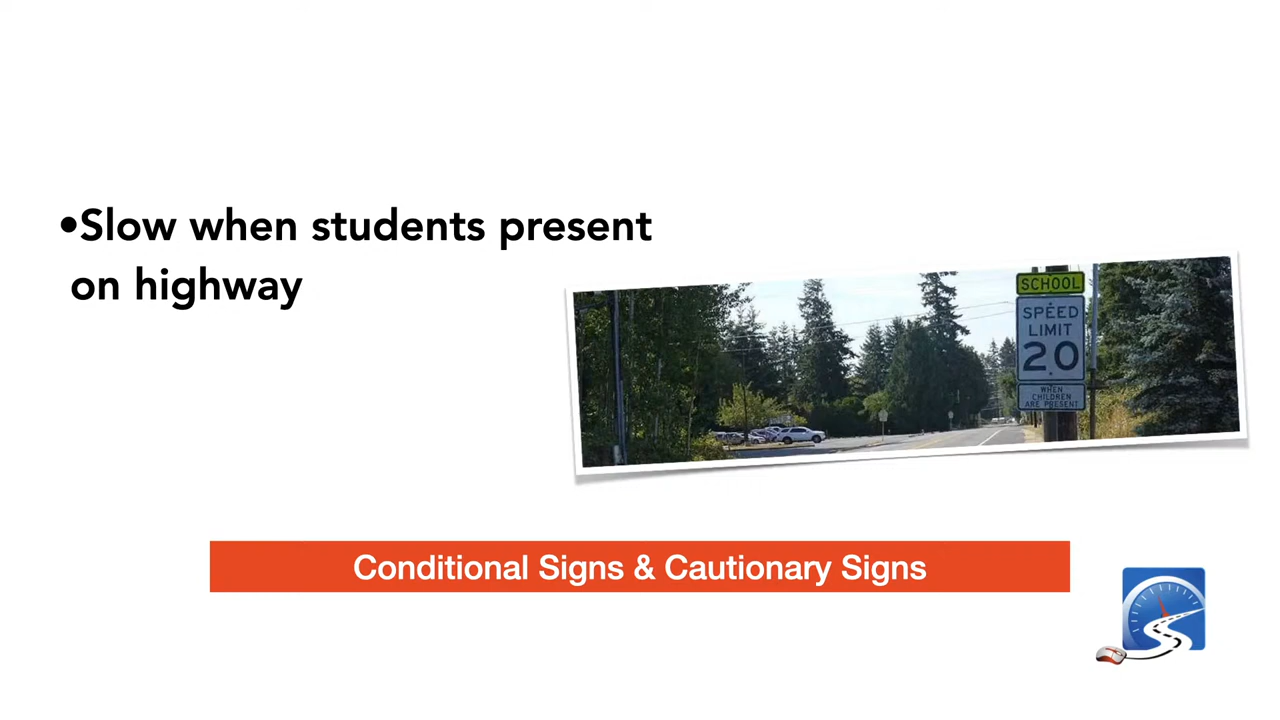 •Slow when students present
on highway
SCHOOL
SPEED
LIMIT
20
WHEN
CHILDREN
ARE PRESENT
Conditional Signs & Cautionary Signs